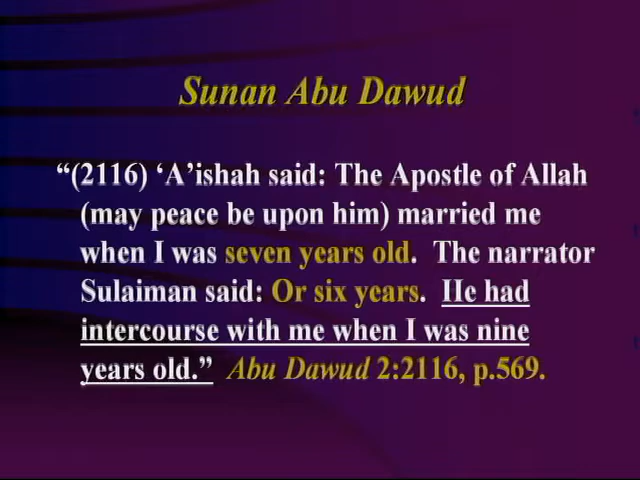 Sunan Abu Dawud
“(2116) ‘A’ishah said: The Apostle of Allah
(may peace be upon him) married me
when I was seven years old. The narrator
Sulaiman said: Or six years. He had
intercourse with me when I was nine
years old.” Abu Dawud 2:2116, p.569.